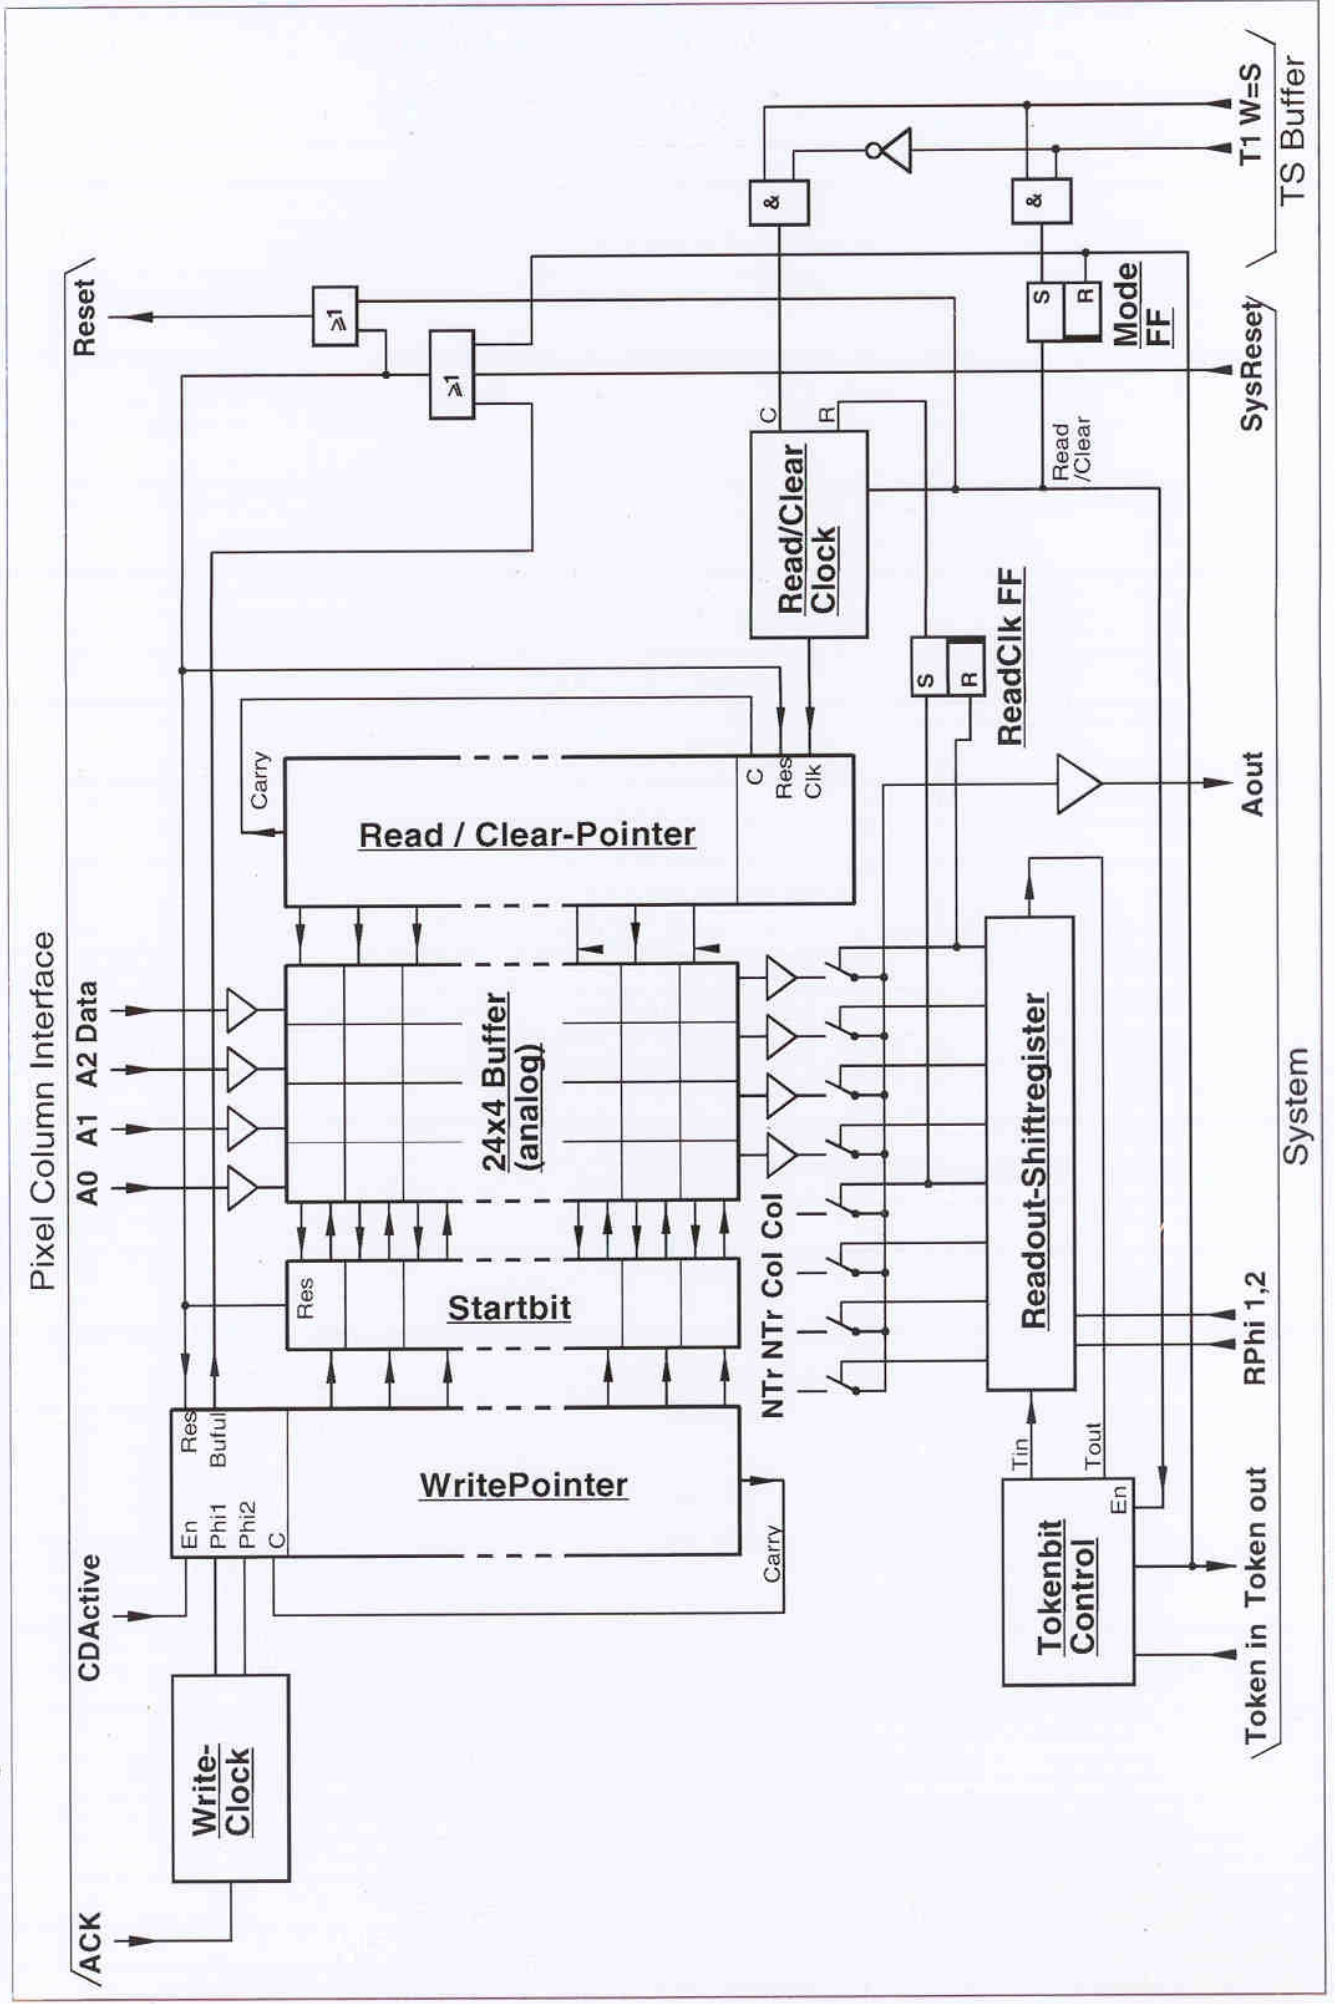 Pixel Column Interface
/ACK
CDActive
A0
A1
A2
Data
Reset
Write-
Clock
En
Phi1
Phi2
C
Res
Buful
WritePointer
Carry
Res
Startbit
24x4 Buffer
(analog)
Carry
Read / Clear-Pointer
C
Res
Clk
≥1
≥1
NTr NTr Col Col
Read/Clear
Clock
C
R
&
&
S
R
ReadClk FF
S
R
Mode
FF
Read
/Clear
Readout-Shiftregister
Tin
Tout
Tokenbit
Control
En
Token in
Token out
RPhi 1,2
Aout
SysReset
T1
W=S
System
TS Buffer